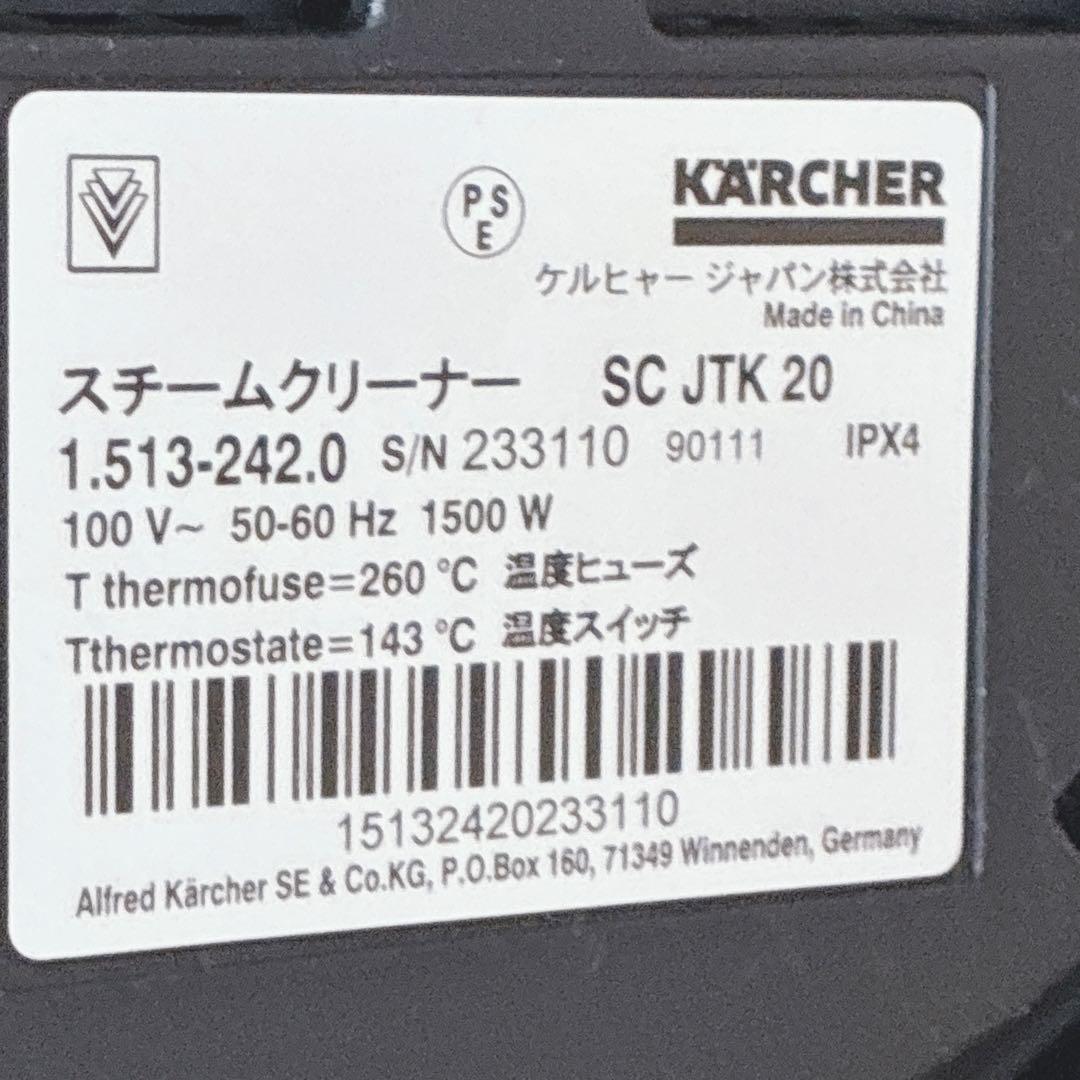 PSE
KÄRCHER
ケルヒャー ジャパン株式会社
Made in China
スチームクリーナー SC JTK 20
1.513-242.0 S/N 233110 90111 IPX4
100 V~ 50-60 Hz 1500 W
T thermofuse=260 °C 温度ヒューズ
Tthermostate=143 °C 温度スイッチ
15132420233110
Alfred Kärcher SE & Co.KG, P.O.Box 160, 71349 Winnenden, Germany